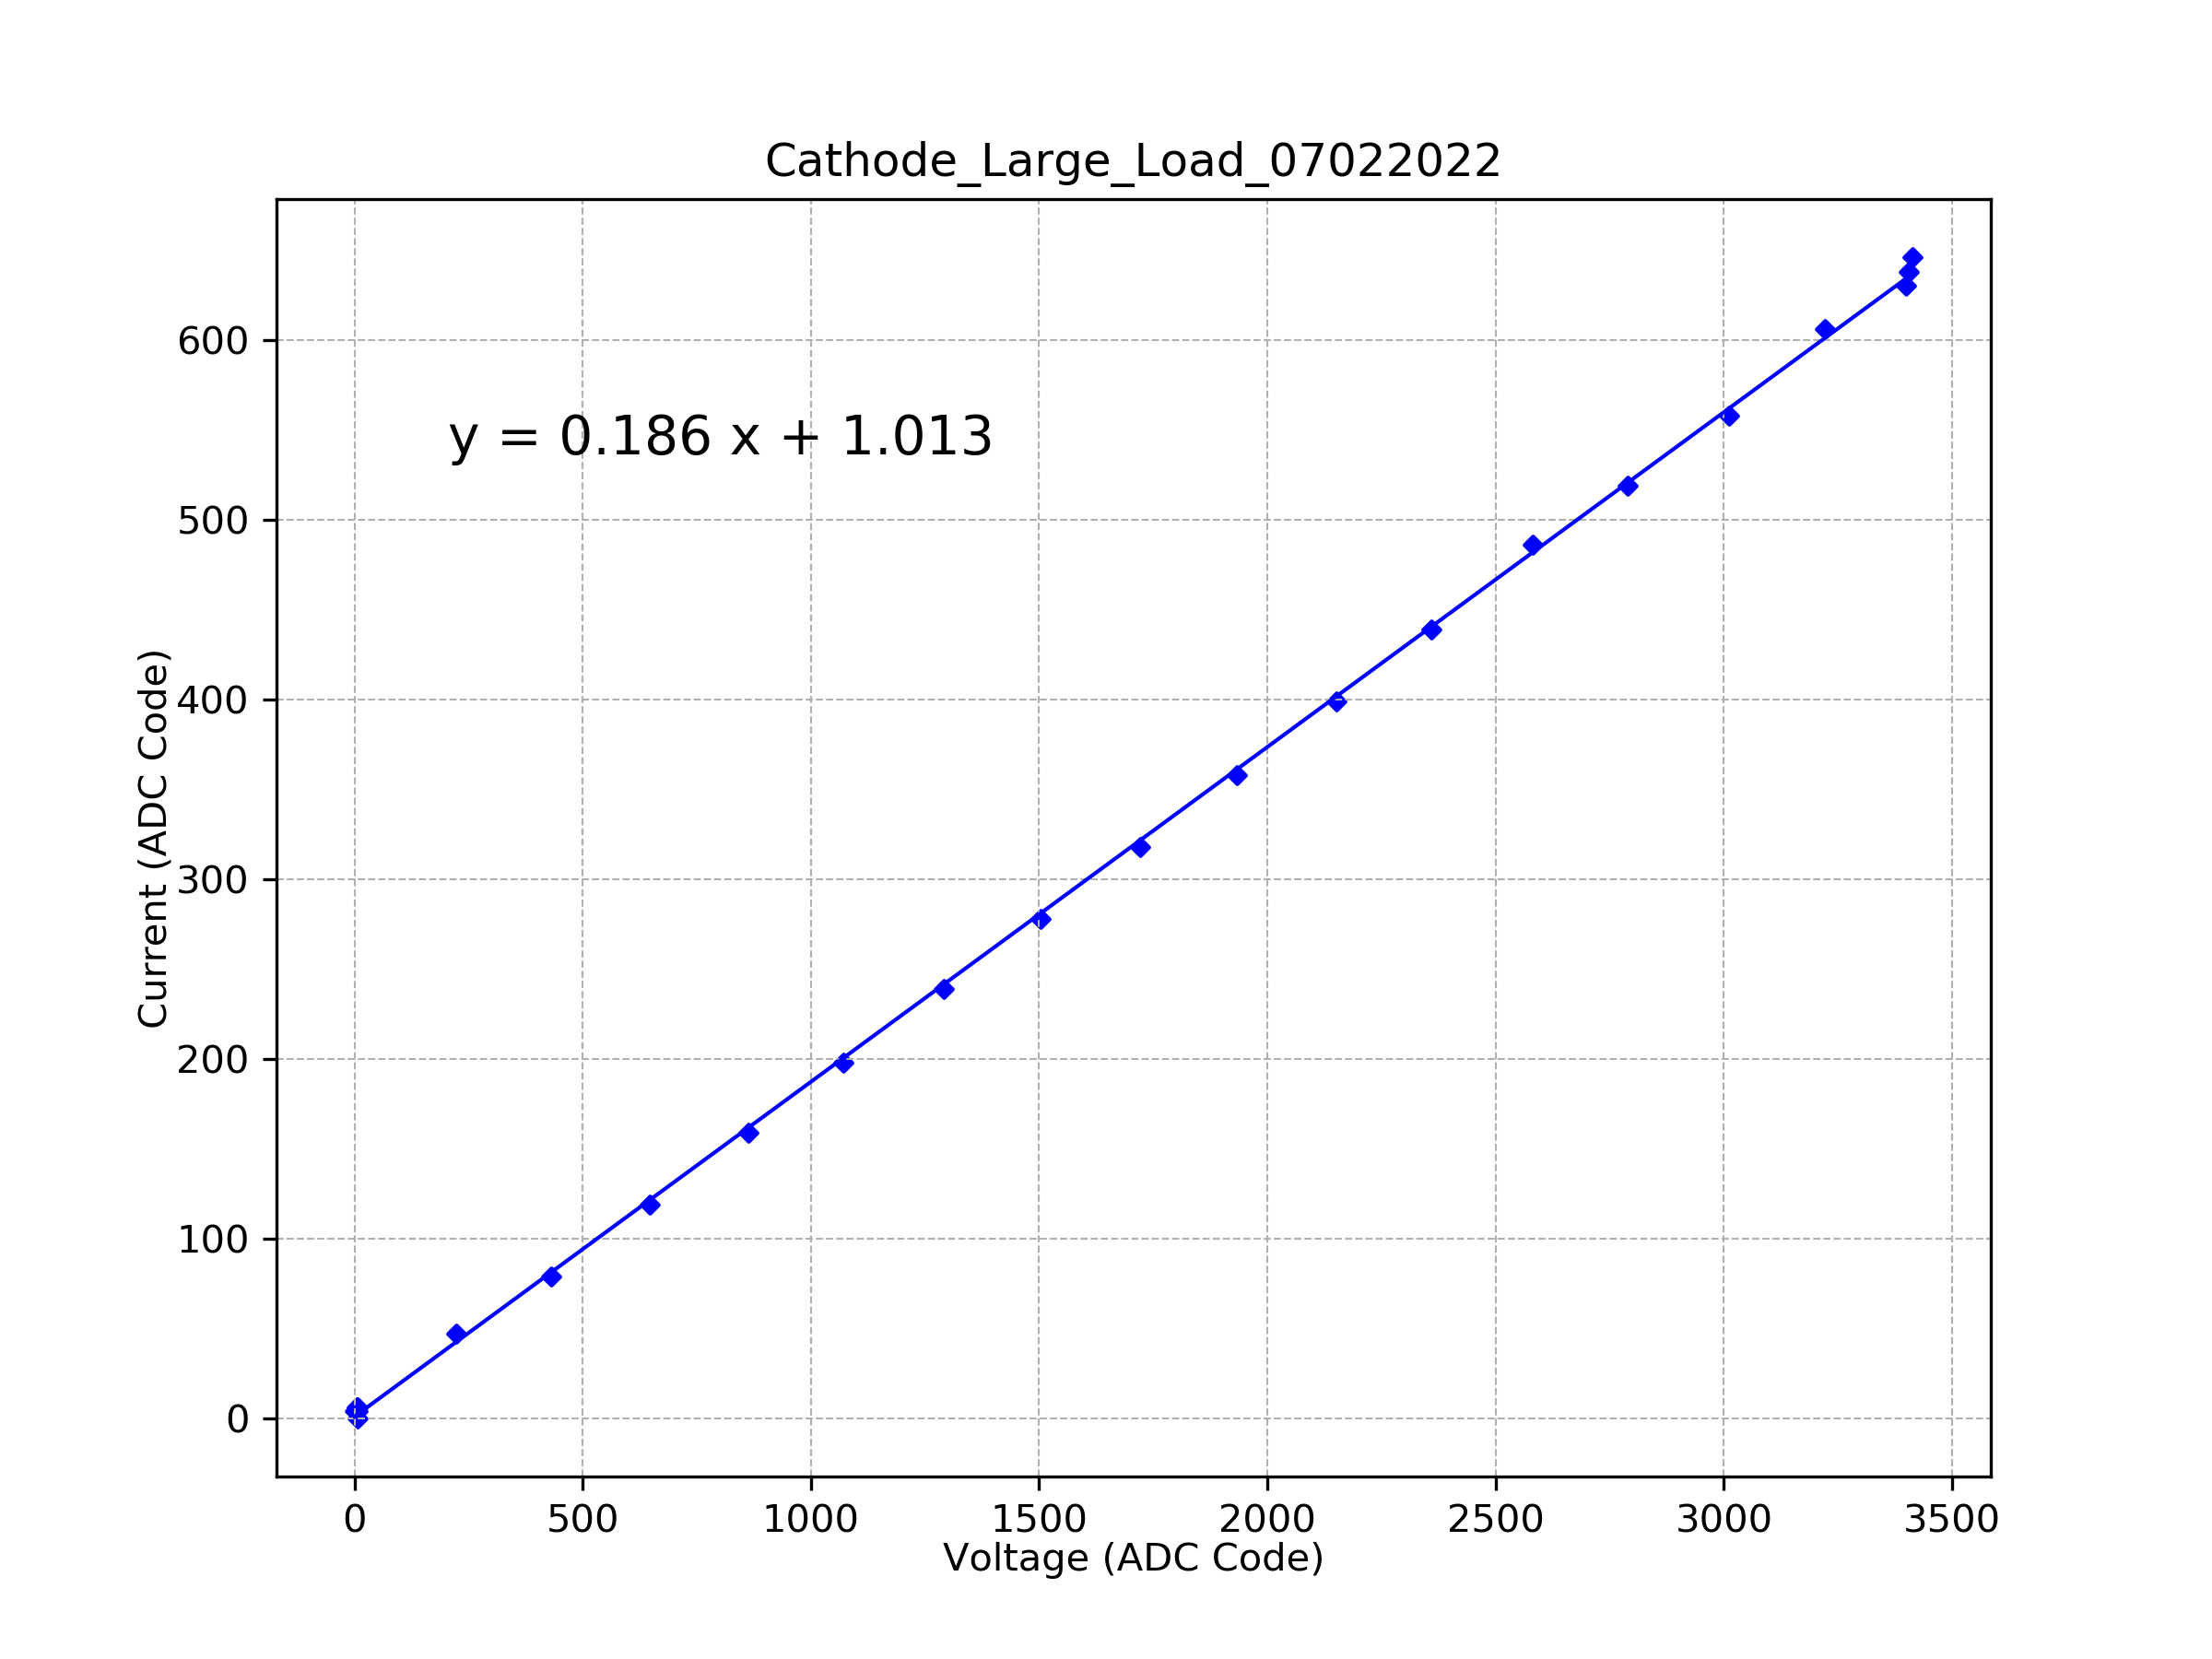 Cathode_Large_Load_07022022
y = 0.186 x + 1.013
Current (ADC Code)
600
500
400
300
200
100
0
0 500 1000 1500 2000 2500 3000 3500
Voltage (ADC Code)